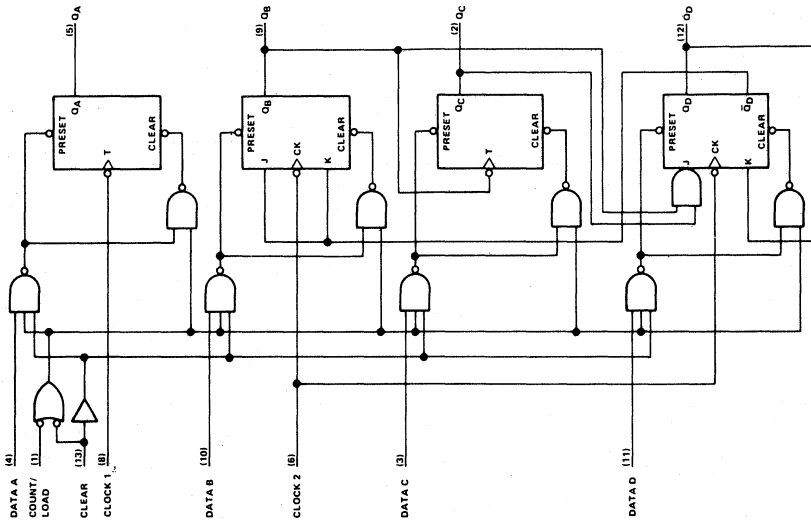 (5) QA
(9) QB
(2) QC
(12) QD
QA
PRESET
T
CLEAR
QB
PRESET
J
CK
K
CLEAR
QC
PRESET
T
CLEAR
QD
Q̅D
PRESET
J
CK
K
CLEAR
DATA A (4)
COUNT/
LOAD (1)
CLEAR (13)
CLOCK 1 (8)
DATA B (10)
CLOCK 2 (6)
DATA C (3)
DATA D (11)